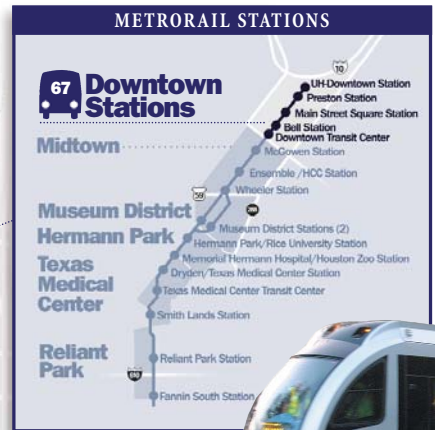 METRORAIL STATIONS
10
67 Downtown
Stations
UH-Downtown Station
Preston Station
Main Street Square Station
Bell Station
Downtown Transit Center
Midtown
McGowen Station
Ensemble /HCC Station
59
Wheeler Station
288
Museum District
Museum District Stations (2)
Hermann Park
Hermann Park/Rice University Station
Memorial Hermann Hospital/Houston Zoo Station
Texas
Medical
Center
Dryden/Texas Medical Center Station
Texas Medical Center Transit Center
Smith Lands Station
Reliant
Park
Reliant Park Station
610
Fannin South Station